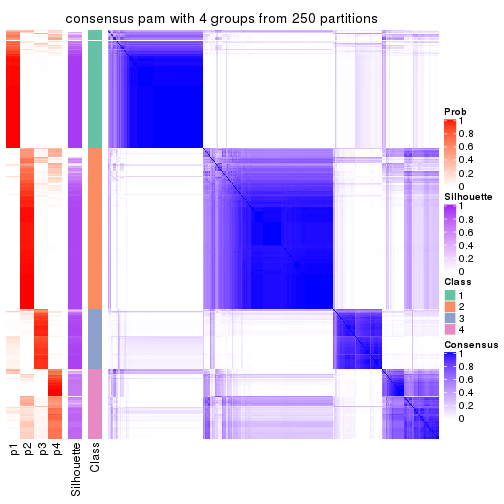 consensus pam with 4 groups from 250 partitions
Prob
1
0.8
0.6
0.4
0.2
0
Silhouette
1
0.8
0.6
0.4
0.2
0
Class
1
2
3
4
Consensus
1
0.8
0.6
0.4
0.2
0
p1
p2
p3
p4
Silhouette
Class